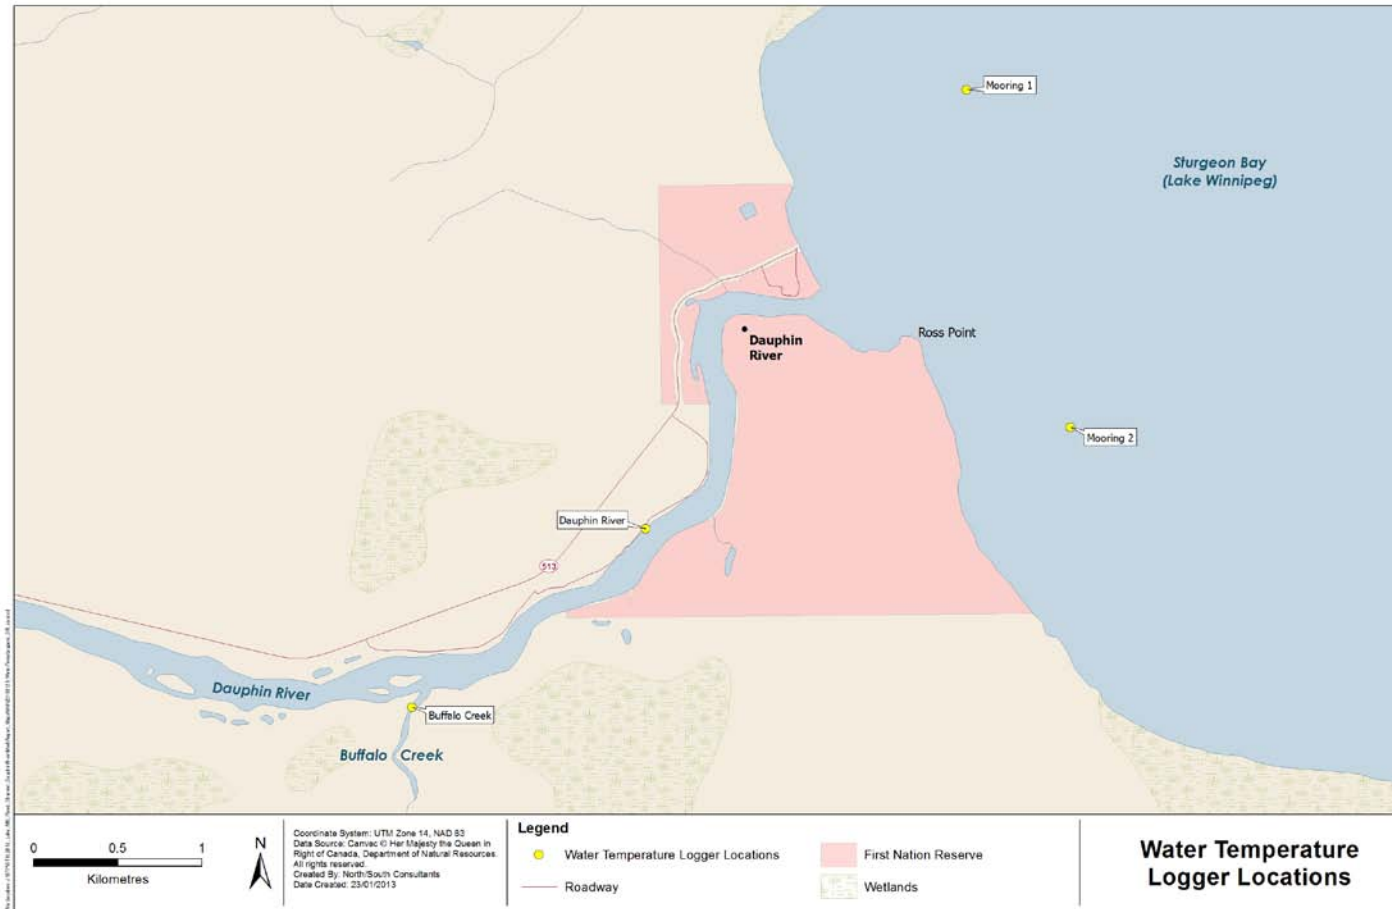 Mooring 1
Sturgeon Bay
(Lake Winnipeg)
Ross Point
Dauphin
River
Mooring 2
Dauphin River
513
Dauphin River
Buffalo Creek
Buffalo Creek
0 0.5 1
Kilometres
N
Coordinate System: UTM Zone 14, NAD 83
Data Source: Canvec © Her Majesty the Queen in
Right of Canada, Department of Natural Resources.
All rights reserved.
Created By: North/South Consultants
Date Created: 23/01/2013
Legend
Water Temperature Logger Locations
Roadway
First Nation Reserve
Wetlands
Water Temperature
Logger Locations